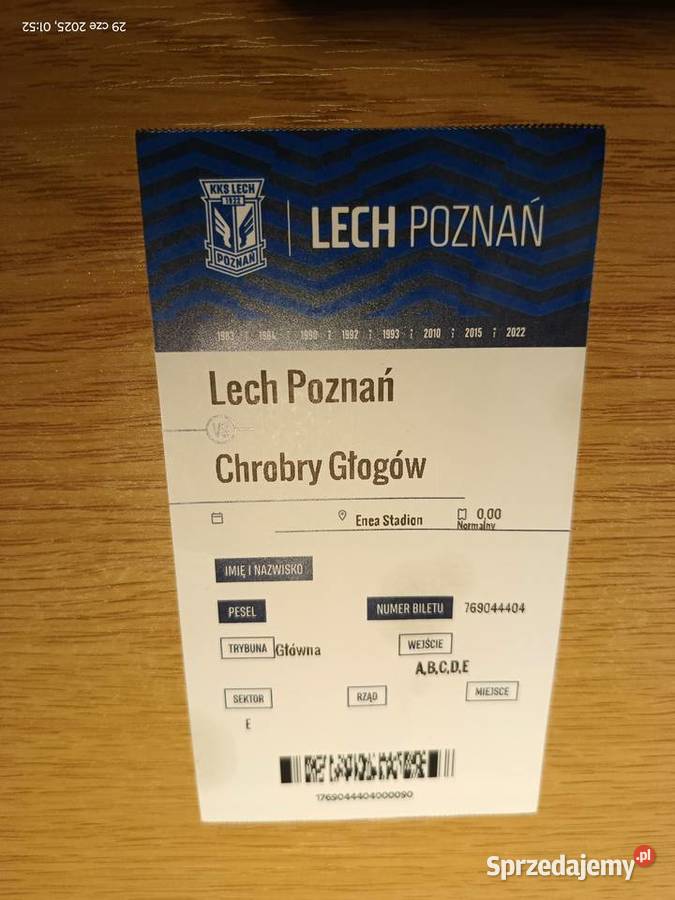 29 cze 2025, 01:52
KKS LECH
1922
POZNAŃ
LECH POZNAŃ
1983 1984 1990 1992 1993 2010 2015 2022
Lech Poznań
VS
Chrobry Głogów
Enea Stadion
0,00
Normalny
IMIĘ I NAZWISKO
PESEL
NUMER BILETU 769044404
TRYBUNA Główna
WEJŚCIE
A,B,C,D,E
SEKTOR
RZĄD
MIEJSCE
E
1769044404000090
Sprzedajemy.pl